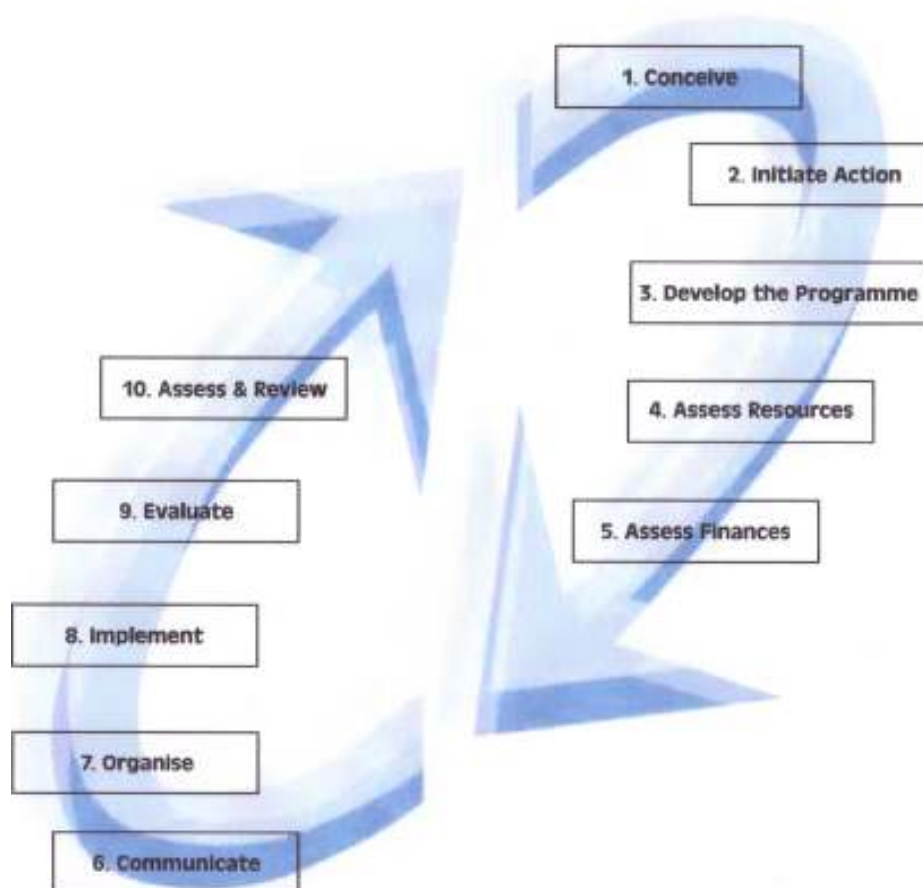 1. Conceive
2. Initiate Action
3. Develop the Programme
4. Assess Resources
5. Assess Finances
6. Communicate
7. Organise
8. Implement
9. Evaluate
10. Assess & Review